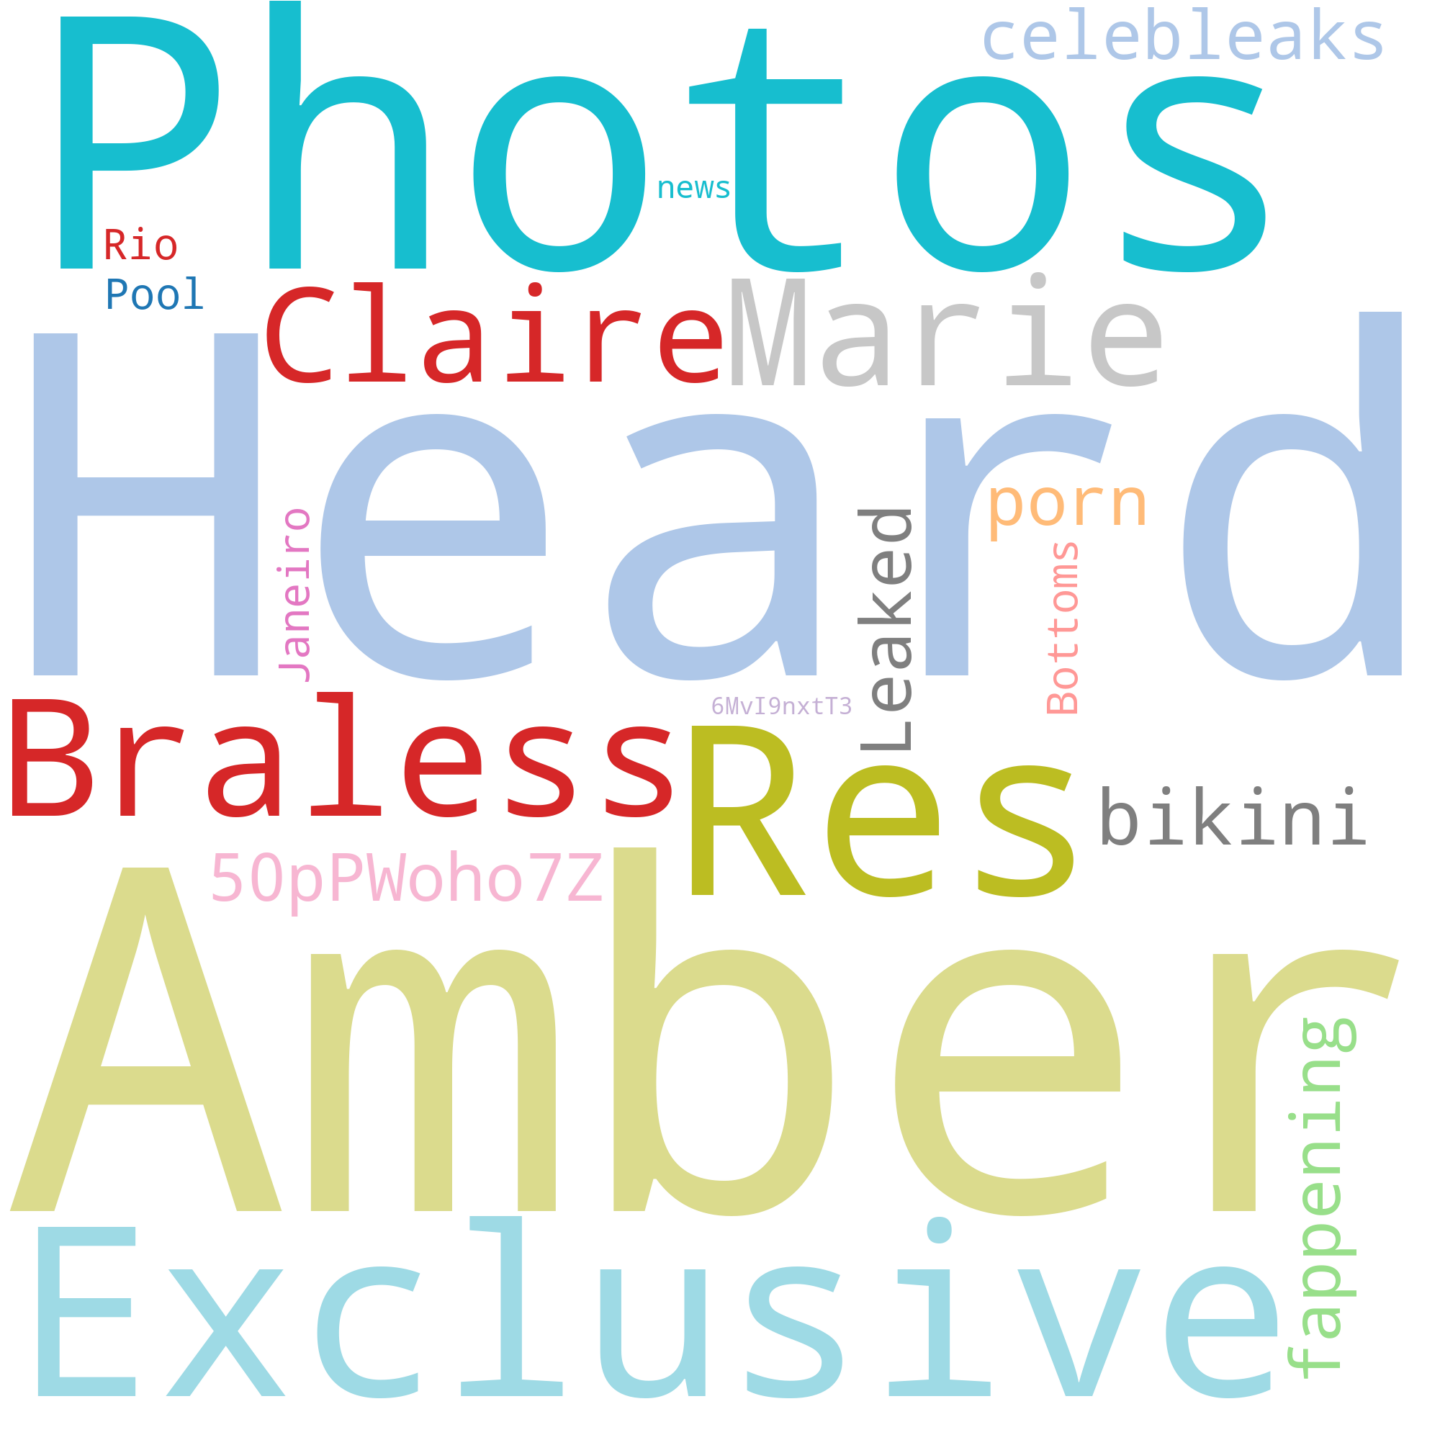 celebleaks
Photos
news
Rio
Pool
Claire
Marie
Heard
porn
Janeiro
Leaked
Bottoms
6MvI9nxtT3
Braless
Res
bikini
50pPWoho7Z
Amber
fappening
Exclusive